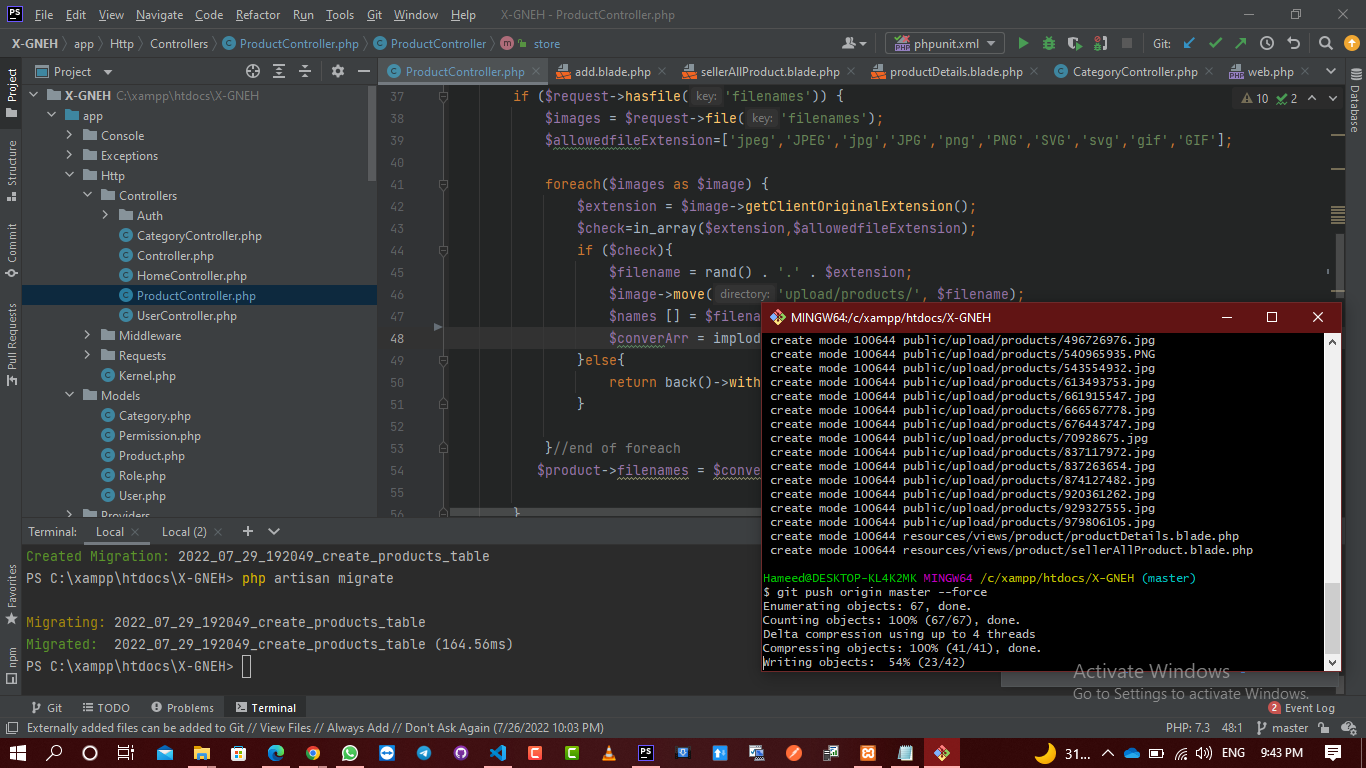 File Edit View Navigate Code Refactor Run Tools Git Window Help X-GNEH - ProductController.php
X-GNEH app Http Controllers ProductController.php ProductController store
phpunit.xml Git:
Project
ProductController.php add.blade.php sellerAllProduct.blade.php productDetails.blade.php CategoryController.php web.php
Project
Structure
Commit
Pull Requests
Favorites
npm
Database
X-GNEH C:\xampp\htdocs\X-GNEH
app
Console
Exceptions
Http
Controllers
Auth
CategoryController.php
Controller.php
HomeController.php
ProductController.php
UserController.php
Middleware
Requests
Kernel.php
Models
Category.php
Permission.php
Product.php
Role.php
User.php
Providers
10 2
37 if ($request->hasfile( key: 'filenames')) {
38 $images = $request->file( key: 'filenames');
39 $allowedfileExtension=['jpeg','JPEG','jpg','JPG','png','PNG','SVG','svg','gif','GIF'];
40
41 foreach($images as $image) {
42 $extension = $image->getClientOriginalExtension();
43 $check=in_array($extension,$allowedfileExtension);
44 if ($check){
45 $filename = rand() . '.' . $extension;
46 $image->move( directory: 'upload/products/', $filename);
47 $names [] = $filena
48 $converArr = implod
49 }else{
50 return back()->with
51 }
52
53 }//end of foreach
54 $product->filenames = $conve
55
56 }
MINGW64:/c/xampp/htdocs/X-GNEH
create mode 100644 public/upload/products/496726976.jpg
create mode 100644 public/upload/products/540965935.PNG
create mode 100644 public/upload/products/543554932.jpg
create mode 100644 public/upload/products/613493753.jpg
create mode 100644 public/upload/products/661915547.jpg
create mode 100644 public/upload/products/666567778.jpg
create mode 100644 public/upload/products/676443747.jpg
create mode 100644 public/upload/products/70928675.jpg
create mode 100644 public/upload/products/837117972.jpg
create mode 100644 public/upload/products/837263654.jpg
create mode 100644 public/upload/products/874127482.jpg
create mode 100644 public/upload/products/920361262.jpg
create mode 100644 public/upload/products/929327555.jpg
create mode 100644 public/upload/products/979806105.jpg
create mode 100644 resources/views/product/productDetails.blade.php
create mode 100644 resources/views/product/sellerAllProduct.blade.php
Hameed@DESKTOP-KL4K2MK MINGW64 /c/xampp/htdocs/X-GNEH (master)
$ git push origin master --force
Enumerating objects: 67, done.
Counting objects: 100% (67/67), done.
Delta compression using up to 4 threads
Compressing objects: 100% (41/41), done.
Writing objects: 54% (23/42)
Activate Windows
Go to Settings to activate Windows.
Terminal: Local Local (2)
Created Migration: 2022_07_29_192049_create_products_table
PS C:\xampp\htdocs\X-GNEH> php artisan migrate
Migrating: 2022_07_29_192049_create_products_table
Migrated: 2022_07_29_192049_create_products_table (164.56ms)
PS C:\xampp\htdocs\X-GNEH>
Git TODO Problems Terminal 2 Event Log
Externally added files can be added to Git // View Files // Always Add // Don't Ask Again (7/26/2022 10:03 PM) PHP: 7.3 48:1 master
31... ENG 9:43 PM